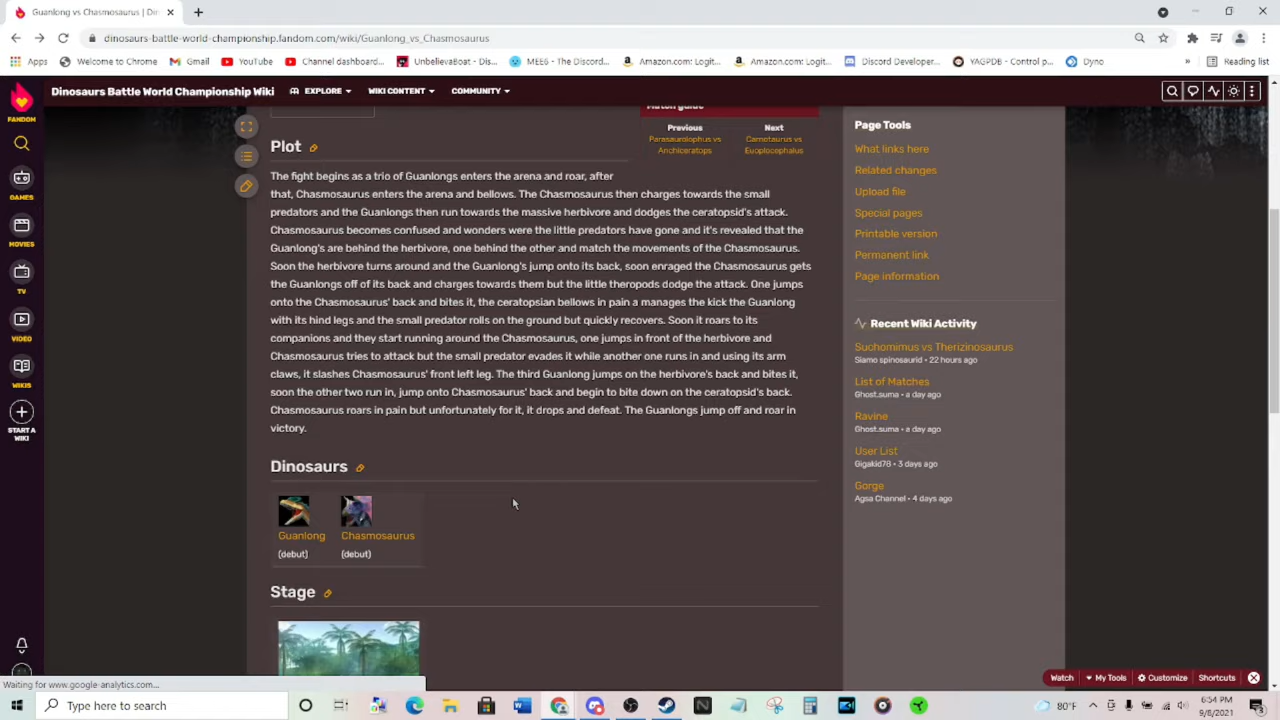 Guanlong vs Chasmosaurus | Din
dinosaurs-battle-world-championship.fandom.com/wiki/Guanlong_vs_Chasmosaurus
Apps
Welcome to Chrome
Gmail
YouTube
Channel dashboard...
UnbelievaBoat - Dis...
MEE6 - The Discord...
Amazon.com: Logit...
Amazon.com: Logit...
Discord Developer...
YAGPDB - Control p...
Dyno
»
Reading list
FANDOM
GAMES
MOVIES
TV
VIDEO
WIKIS
START A
WIKI
Dinosaurs Battle World Championship Wiki
EXPLORE
WIKI CONTENT
COMMUNITY
Match guide
Previous
Parasaurolophus vs
Anchiceratops
Next
Carnotaurus vs
Euoplocephalus
Plot
The fight begins as a trio of Guanlongs enters the arena and roar, after
that, Chasmosaurus enters the arena and bellows. The Chasmosaurus then charges towards the small
predators and the Guanlongs then run towards the massive herbivore and dodges the ceratopsid's attack.
Chasmosaurus becomes confused and wonders were the little predators have gone and it's revealed that the
Guanlong's are behind the herbivore, one behind the other and match the movements of the Chasmosaurus.
Soon the herbivore turns around and the Guanlong's jump onto its back, soon enraged the Chasmosaurus gets
the Guanlongs off of its back and charges towards them but the little theropods dodge the attack. One jumps
onto the Chasmosaurus' back and bites it, the ceratopsian bellows in pain a manages the kick the Guanlong
with its hind legs and the small predator rolls on the ground but quickly recovers. Soon it roars to its
companions and they start running around the Chasmosaurus, one jumps in front of the herbivore and
Chasmosaurus tries to attack but the small predator evades it while another one runs in and using its arm
claws, it slashes Chasmosaurus' front left leg. The third Guanlong jumps on the herbivore's back and bites it,
soon the other two run in, jump onto Chasmosaurus' back and begin to bite down on the ceratopsid's back.
Chasmosaurus roars in pain but unfortunately for it, it drops and defeat. The Guanlongs jump off and roar in
victory.
Dinosaurs
Guanlong
(debut)
Chasmosaurus
(debut)
Stage
Page Tools
What links here
Related changes
Upload file
Special pages
Printable version
Permanent link
Page information
Recent Wiki Activity
Suchomimus vs Therizinosaurus
Siamo spinosaurid • 22 hours ago
List of Matches
Ghost.suma • a day ago
Ravine
Ghost.suma • a day ago
User List
Gigakid78 • 3 days ago
Gorge
Agsa Channel • 4 days ago
Watch
My Tools
Customize
Shortcuts
Waiting for www.google-analytics.com...
Type here to search
80°F
6:54 PM
9/8/2021